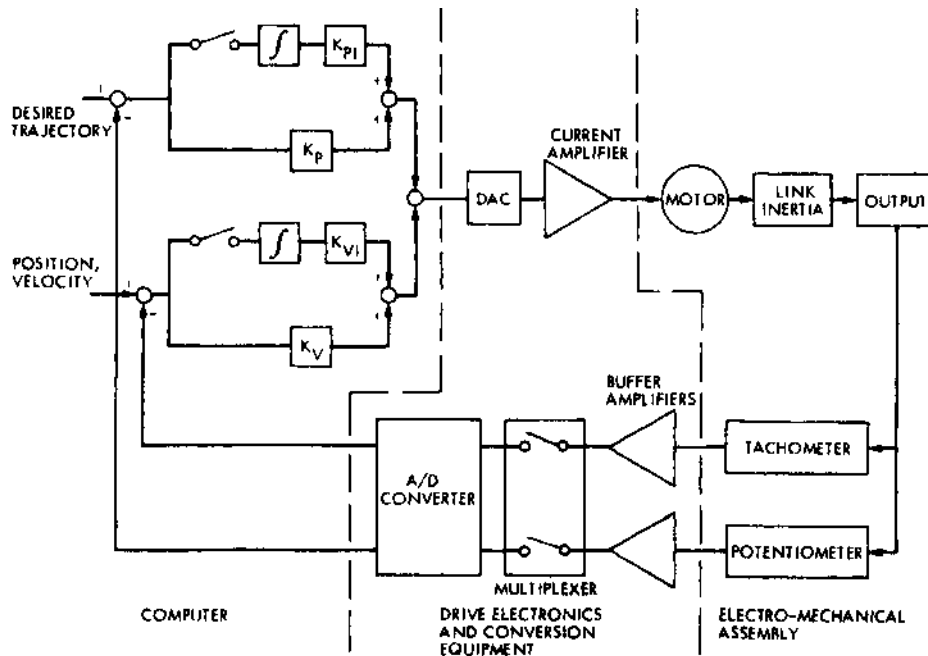 ∫
K_PI
DESIRED
TRAJECTORY
K_P
CURRENT
AMPLIFIER
DAC
MOTOR
LINK
INERTIA
OUTPUT
∫
K_VI
POSITION,
VELOCITY
K_V
BUFFER
AMPLIFIERS
A/D
CONVERTER
TACHOMETER
POTENTIOMETER
MULTIPLEXER
COMPUTER
DRIVE ELECTRONICS
AND CONVERSION
EQUIPMENT
ELECTRO-MECHANICAL
ASSEMBLY